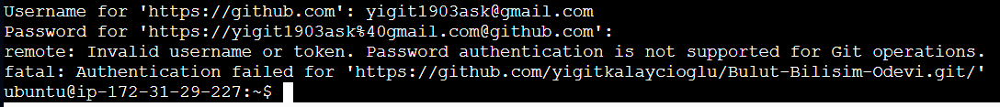 Username for 'https://github.com': yigit1903ask@gmail.com
Password for 'https://yigit1903ask%40gmail.com@github.com':
remote: Invalid username or token. Password authentication is not supported for Git operations.
fatal: Authentication failed for 'https://github.com/yigitkalaycioglu/Bulut-Bilisim-Odevi.git/'
ubuntu@ip-172-31-29-227:~$